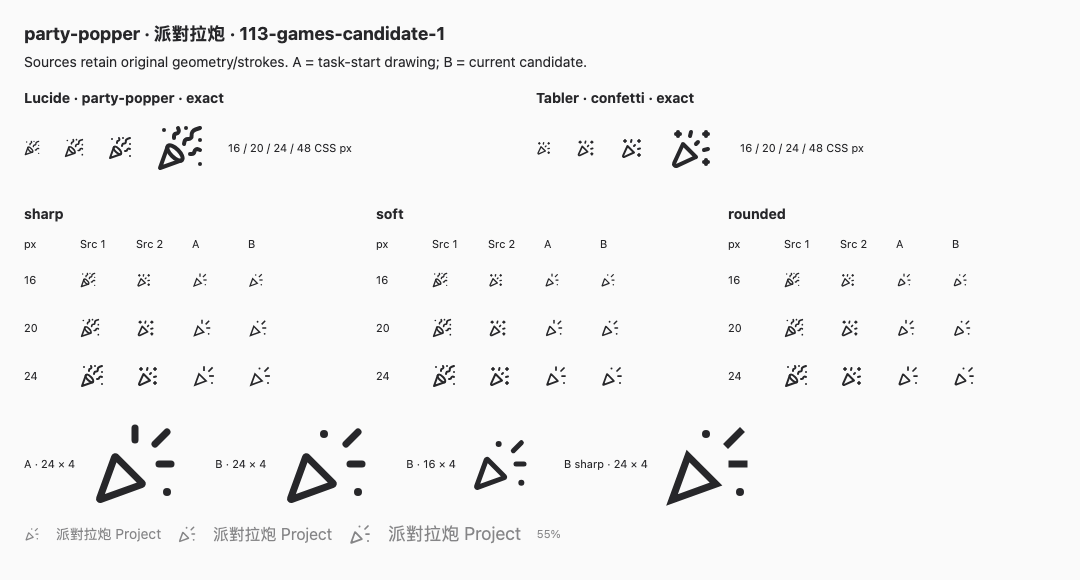 party-popper · 派對拉炮 · 113-games-candidate-1
Sources retain original geometry/strokes. A = task-start drawing; B = current candidate.
Lucide · party-popper · exact
Tabler · confetti · exact
16 / 20 / 24 / 48 CSS px
16 / 20 / 24 / 48 CSS px
sharp
soft
rounded
px Src 1 Src 2 A B
px Src 1 Src 2 A B
px Src 1 Src 2 A B
16
16
16
20
20
20
24
24
24
A · 24 × 4
B · 24 × 4
B · 16 × 4
B sharp · 24 × 4
派對拉炮 Project
派對拉炮 Project
派對拉炮 Project
55%